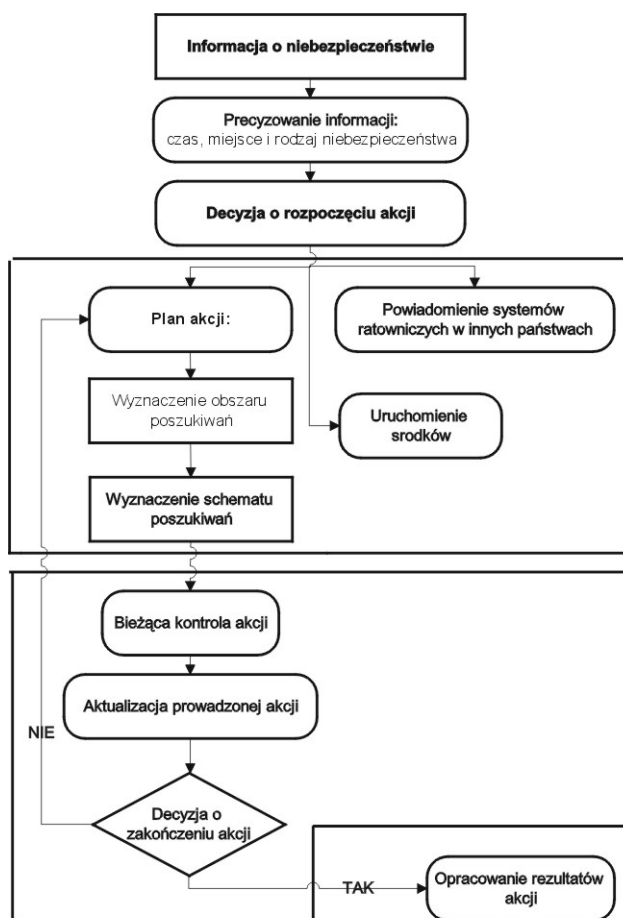 Informacja o niebezpieczeństwie
Precyzowanie informacji:
czas, miejsce i rodzaj niebezpieczeństwa
Decyzja o rozpoczęciu akcji
Plan akcji:
Powiadomienie systemów
ratowniczych w innych państwach
Wyznaczenie obszaru
poszukiwań
Uruchomienie
srodków
Wyznaczenie schematu
poszukiwań
Bieżąca kontrola akcji
Aktualizacja prowadzonej akcji
NIE
Decyzja o
zakończeniu akcji
TAK
Opracowanie rezultatów
akcji